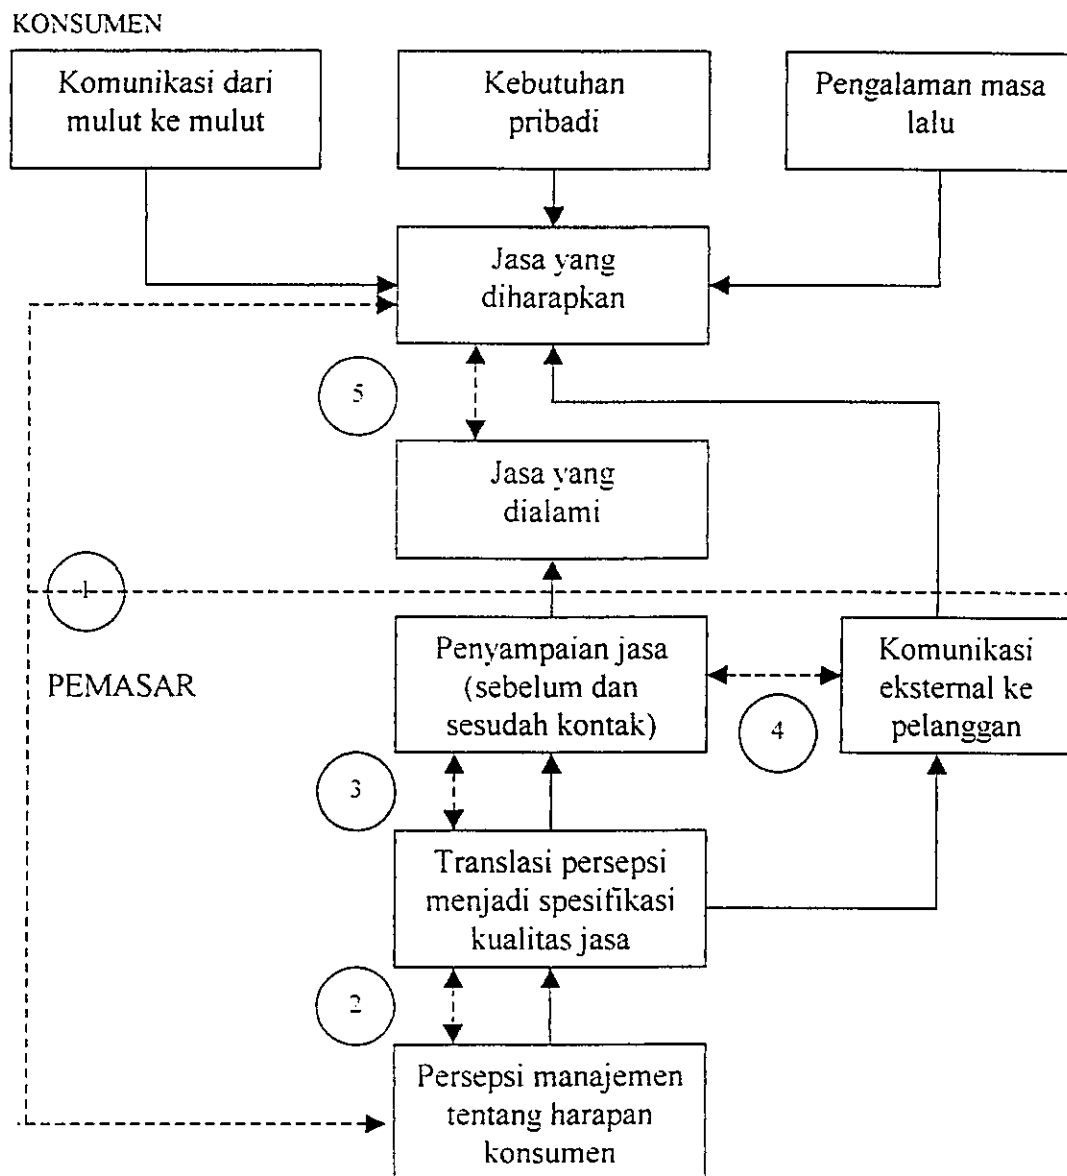 KONSUMEN
Komunikasi dari
mulut ke mulut
Kebutuhan
pribadi
Pengalaman masa
lalu
Jasa yang
diharapkan
5
Jasa yang
dialami
1
PEMASAR
Penyampaian jasa
(sebelum dan
sesudah kontak)
Komunikasi
eksternal ke
pelanggan
4
3
Translasi persepsi
menjadi spesifikasi
kualitas jasa
2
Persepsi manajemen
tentang harapan
konsumen